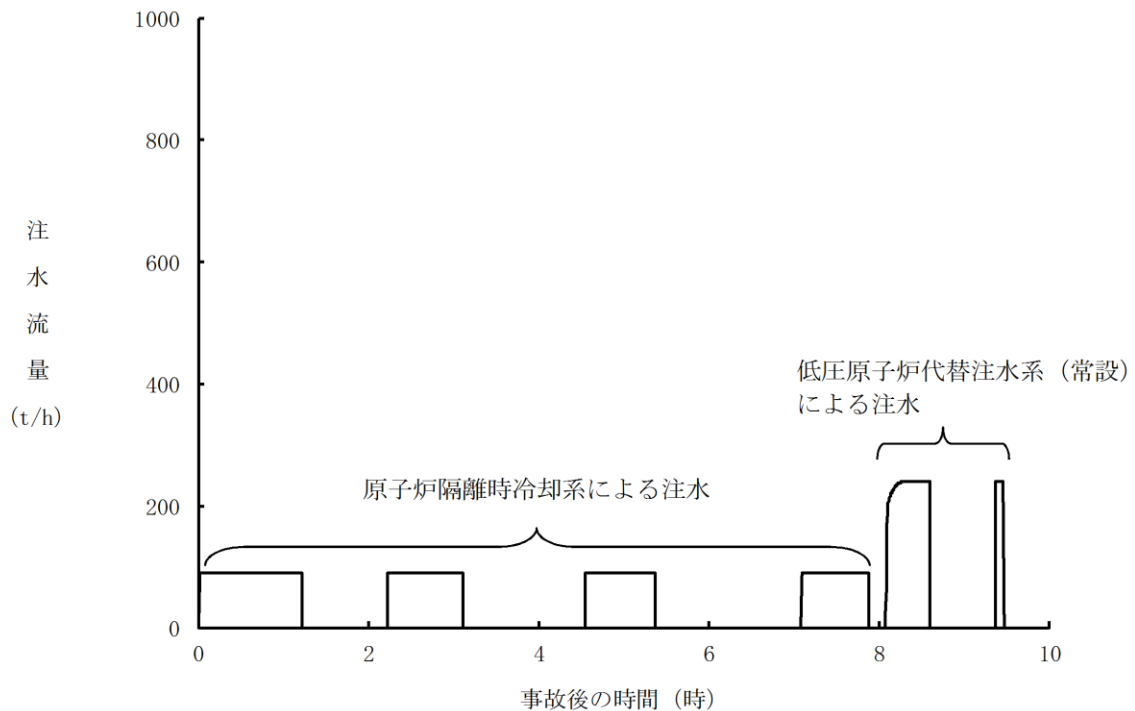 1000
800
600
400
200
0
注
水
流
量
(t/h)
低圧原子炉代替注水系（常設）
による注水
原子炉隔離時冷却系による注水
0 2 4 6 8 10
事故後の時間（時）